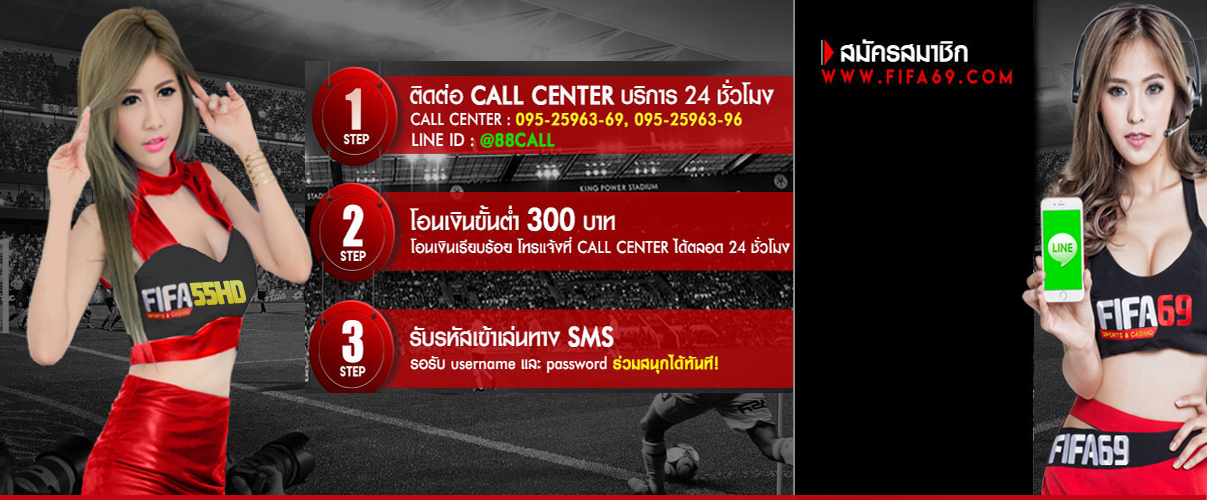 1
STEP
ติดต่อ CALL CENTER บริการ 24 ชั่วโมง
CALL CENTER : 095-25963-69, 095-25963-96
LINE ID : @88CALL
KING POWER STADIUM
2
STEP
โอนเงินขั้นต่ำ 300 บาท
โอนเงินเรียบร้อย โทรแจ้งที่ CALL CENTER ได้ตลอด 24 ชั่วโมง
3
STEP
รับรหัสเข้าเล่นทาง SMS
รอรับ username และ password ร่วมสนุกได้ทันที!
FIFA55HD
สมัครสมาชิก
WWW.FIFA69.COM
LINE
FIFA69
SPORTS & CASINO
FIFA69